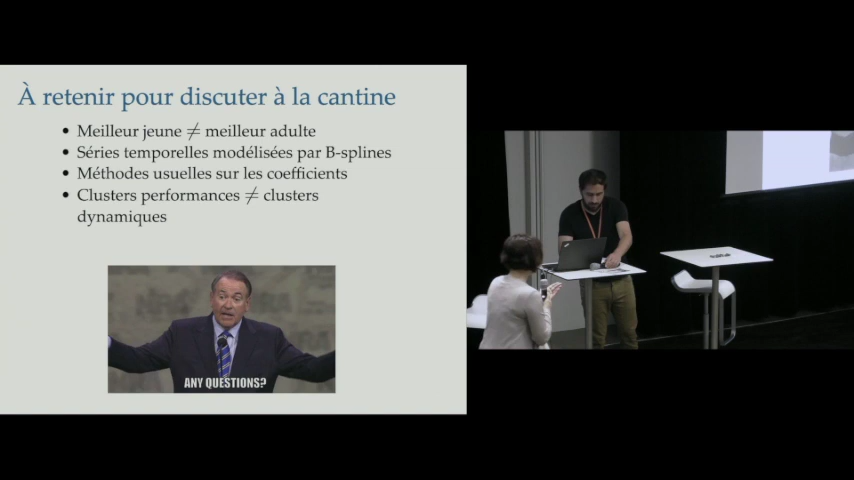 À retenir pour discuter à la cantine
• Meilleur jeune ≠ meilleur adulte
• Séries temporelles modélisées par B-splines
• Méthodes usuelles sur les coefficients
• Clusters performances ≠ clusters
dynamiques
ANY QUESTIONS?